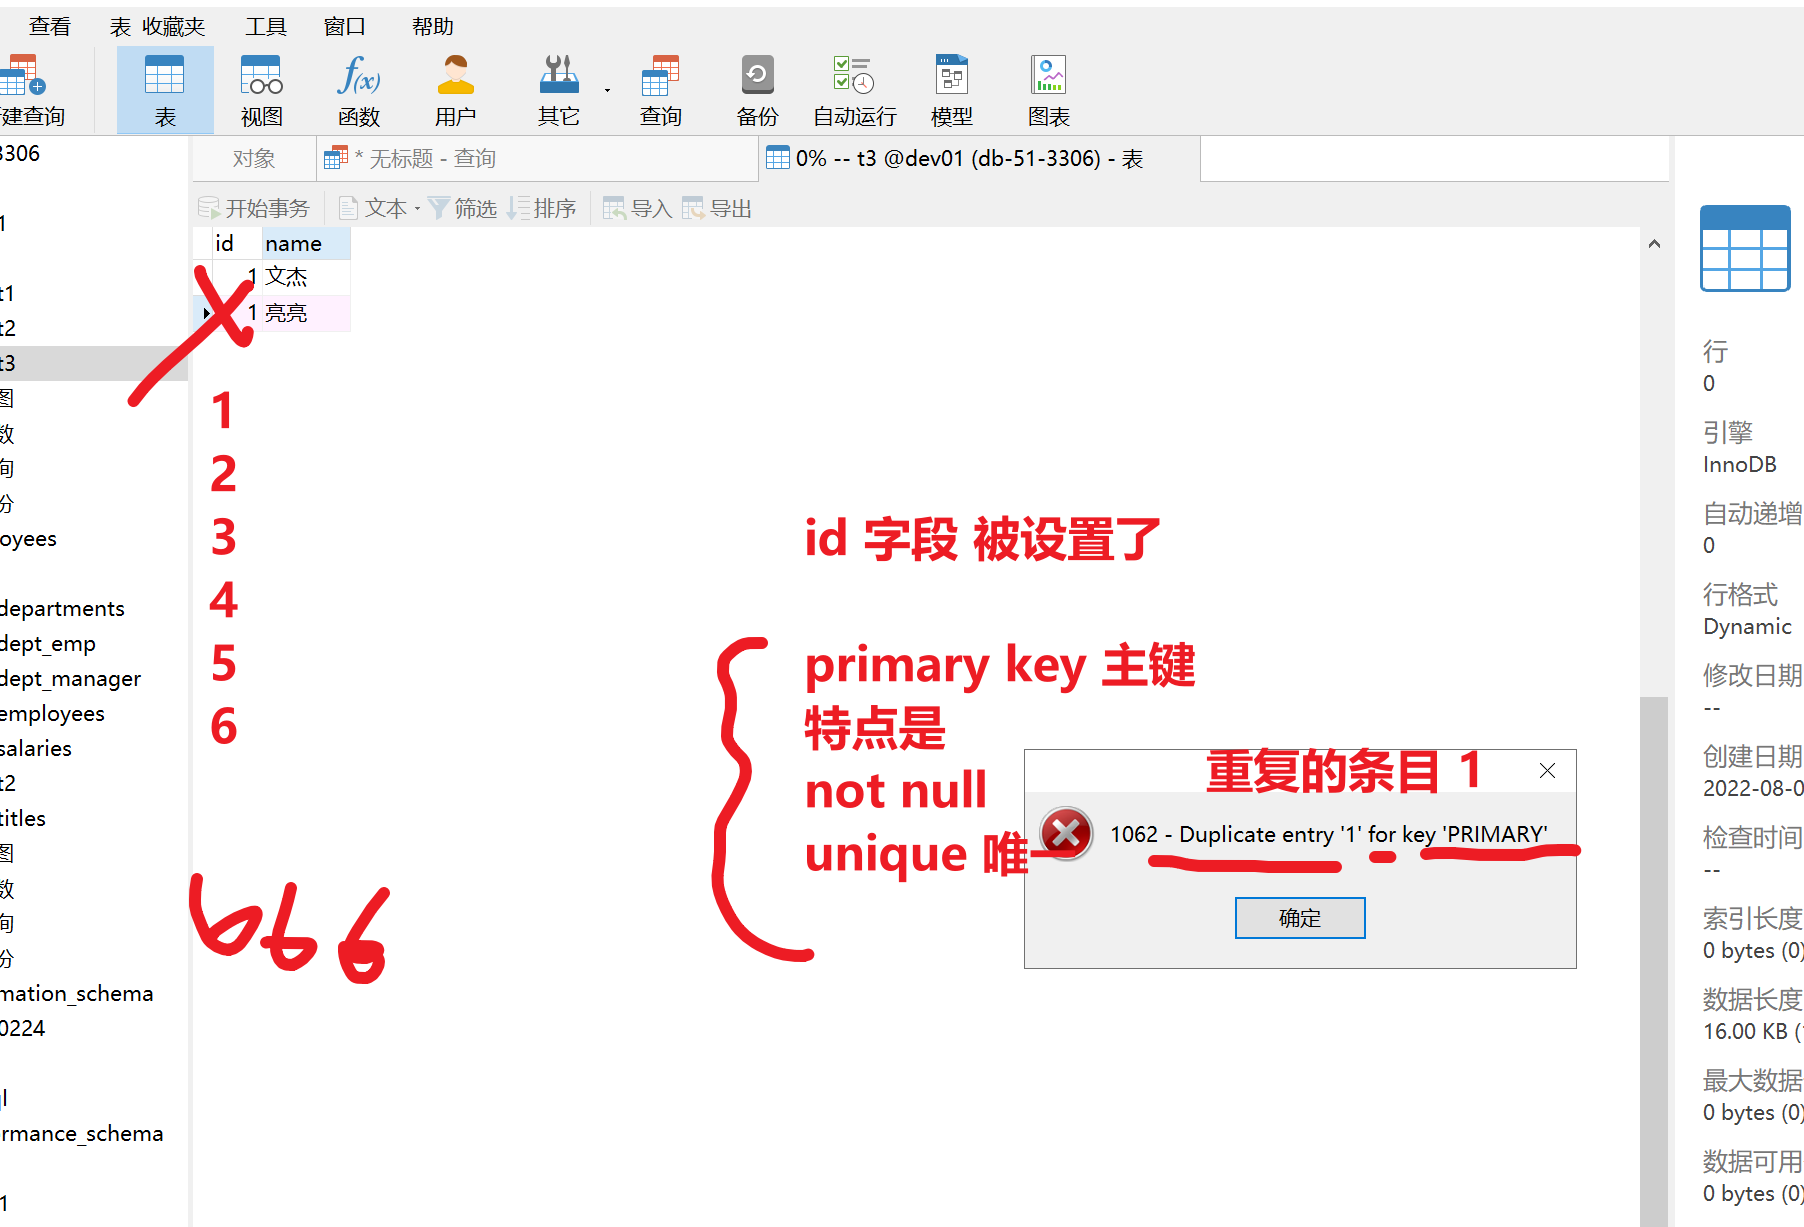 查看 表 收藏夹 工具 窗口 帮助
建查询 表 视图 函数 用户 其它 查询 备份 自动运行 模型 图表
3306
对象 * 无标题 - 查询 0% -- t3 @dev01 (db-51-3306) - 表
开始事务 文本 筛选 排序 导入 导出
id name
1 文杰
1 亮亮
1
t1
t2
t3
图
数
询
份
oyees
departments
dept_emp
dept_manager
employees
salaries
t2
titles
图
数
询
份
mation_schema
0224
l
rmance_schema
1
1
2
3
4
5
6
666
id 字段 被设置了
primary key 主键
特点是
not null
unique 唯一
重复的条目 1
1062 - Duplicate entry '1' for key 'PRIMARY'
确定
行
0
引擎
InnoDB
自动递增
0
行格式
Dynamic
修改日期
--
创建日期
2022-08-0
检查时间
--
索引长度
0 bytes (0)
数据长度
16.00 KB (
最大数据
0 bytes (0)
数据可用
0 bytes (0)